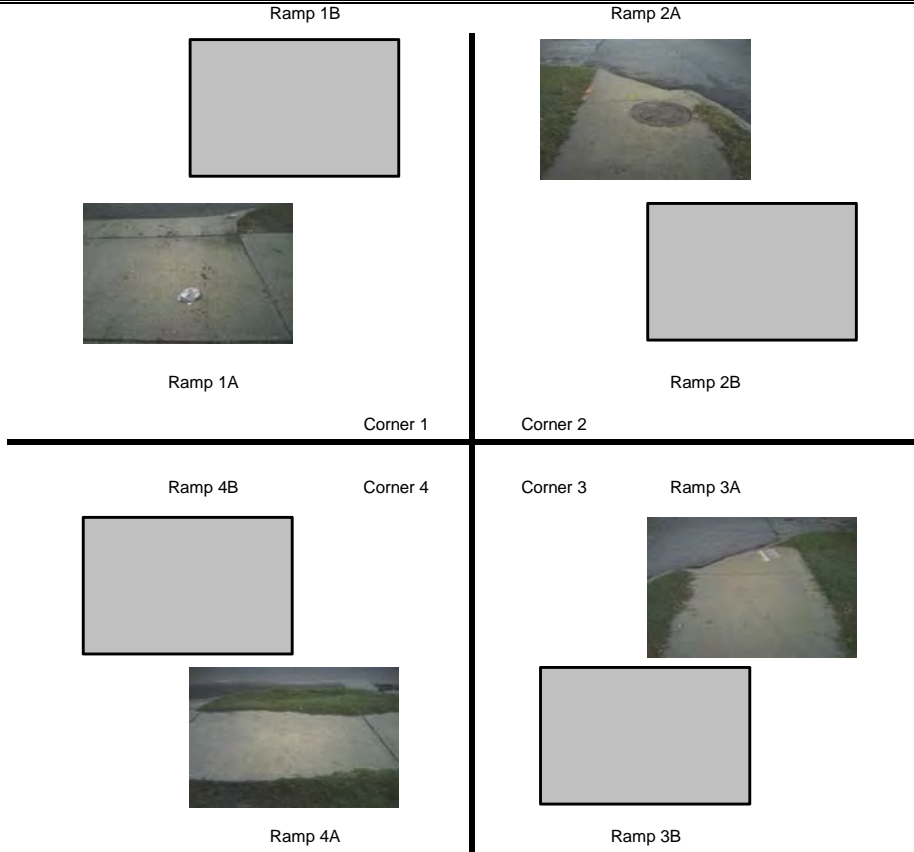 Ramp 1B
Ramp 2A
Ramp 1A
Ramp 2B
Corner 1
Corner 2
Ramp 4B
Corner 4
Corner 3
Ramp 3A
Ramp 4A
Ramp 3B